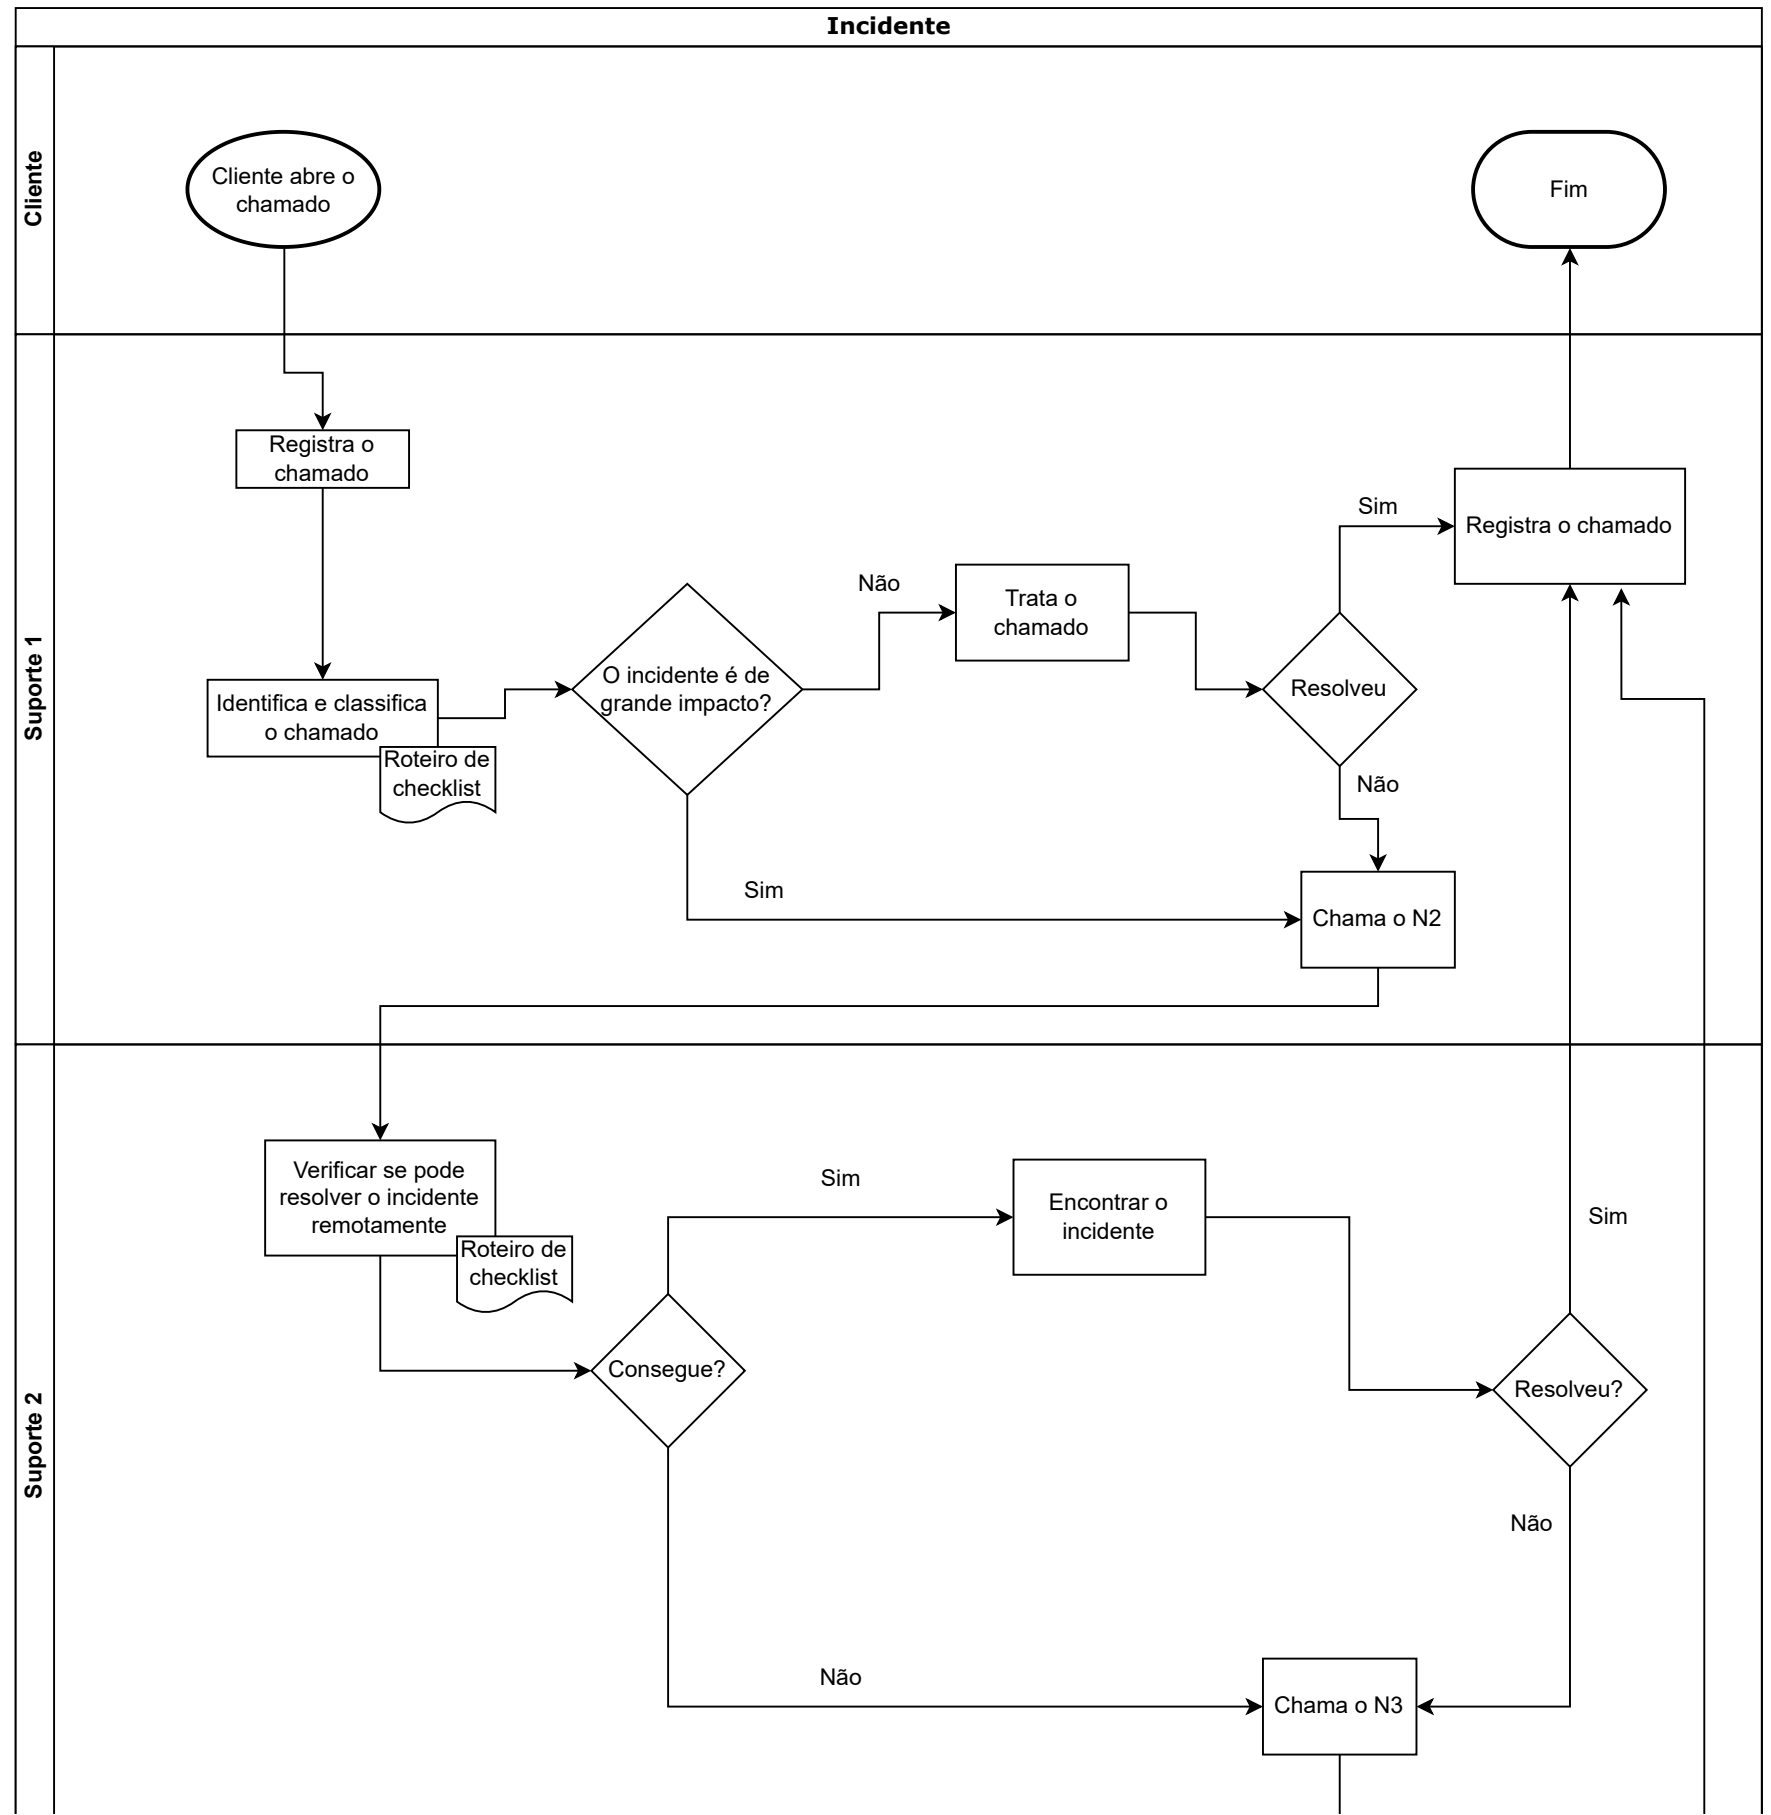 Incidente
Cliente
Cliente abre o
chamado
Fim
Suporte 1
Registra o
chamado
Identifica e classifica
o chamado
Roteiro de
checklist
O incidente é de
grande impacto?
Não
Trata o
chamado
Resolveu
Sim
Registra o chamado
Não
Sim
Chama o N2
Suporte 2
Verificar se pode
resolver o incidente
remotamente
Roteiro de
checklist
Consegue?
Sim
Encontrar o
incidente
Sim
Resolveu?
Não
Não
Chama o N3